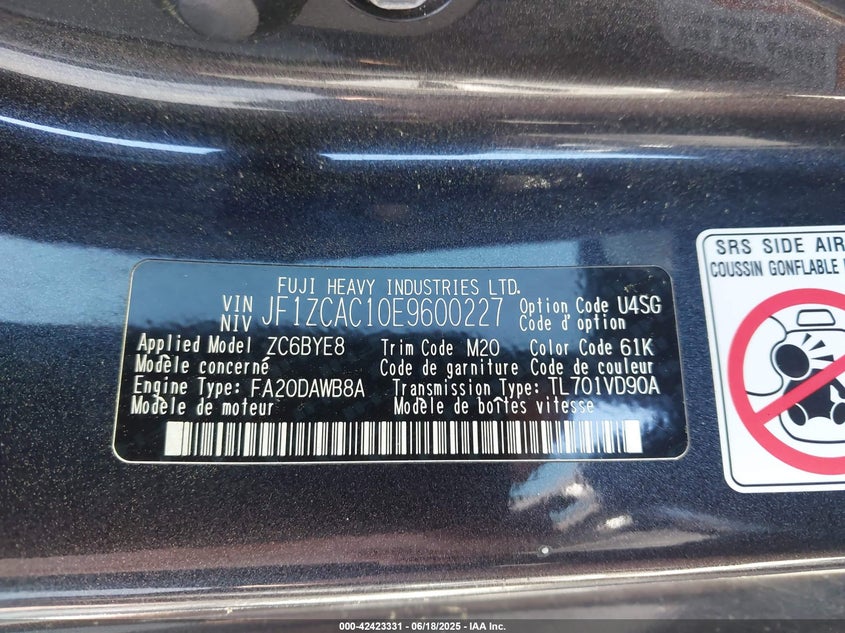 FUJI HEAVY INDUSTRIES LTD.
VIN
NIV
JF1ZCAC10E9600227
Option Code U4SG
Code d'option
Applied Model ZC6BYE8 Trim Code M20 Color Code 61K
Modèle concerné Code de garniture Code de couleur
Engine Type: FA20DAWB8A Transmission Type: TL701VD90A
Modèle de moteur Modèle de boîtes vitesse
SRS SIDE AIR
COUSSIN GONFLABLE
000-42423331 - 06/18/2025 - IAA Inc.